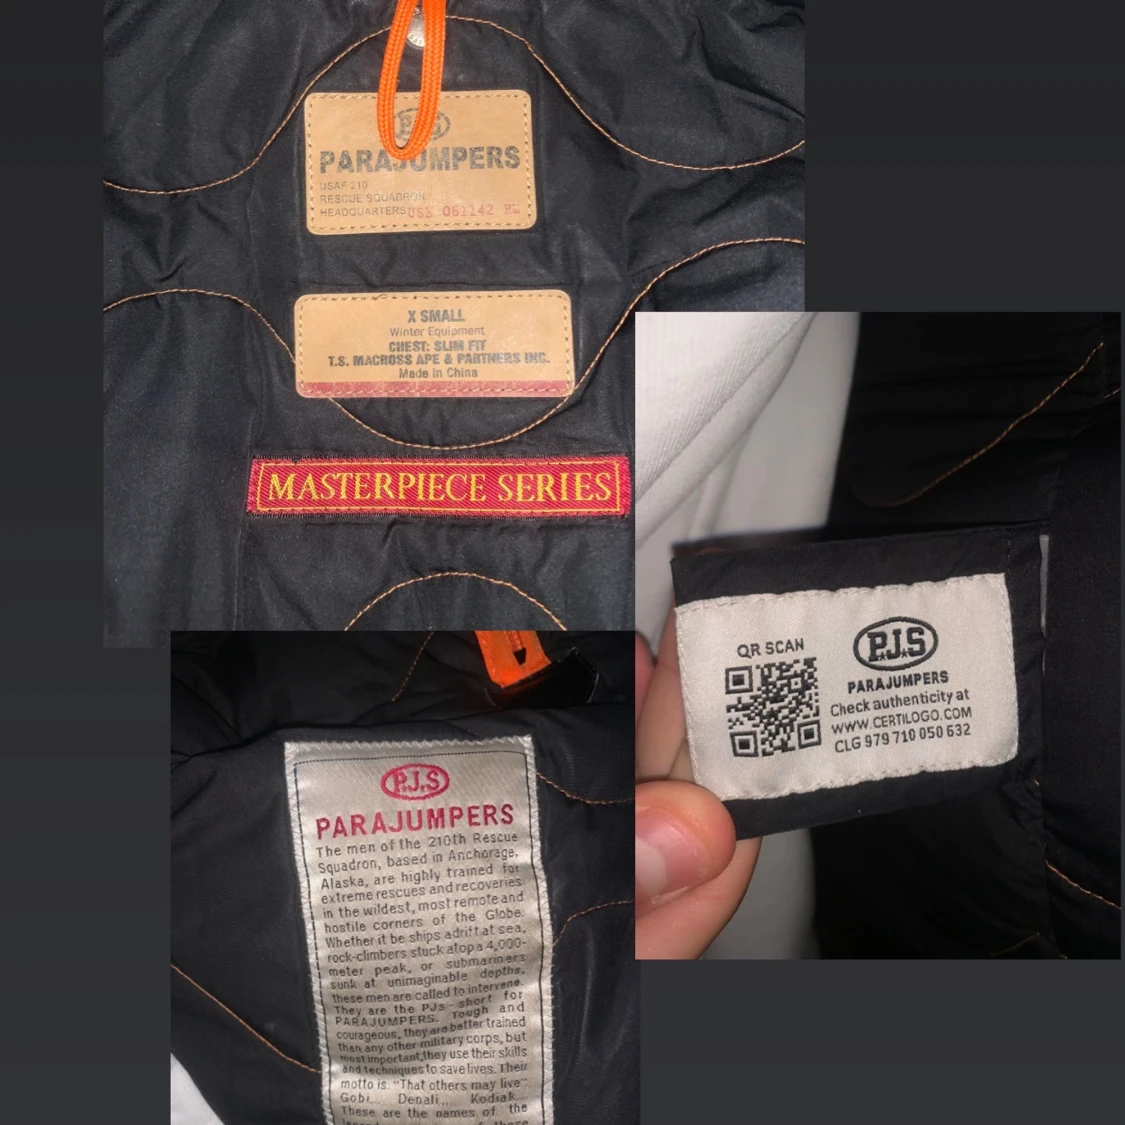 PJS
PARAJUMPERS
USAF 210
RESCUE SQUADRON
HEADQUARTERS USE 061142
X SMALL
Winter Equipment
CHEST: SLIM FIT
T.S. MACROSS APE & PARTNERS INC.
Made in China
MASTERPIECE SERIES
QR SCAN
P.J.S
PARAJUMPERS
Check authenticity at
WWW.CERTILOGO.COM
CLG 979 710 050 632
P.J.S
PARAJUMPERS
The men of the 210th Rescue
Squadron, based in Anchorage,
Alaska, are highly trained for
extreme rescues and recoveries
in the wildest, most remote and
hostile corners of the Globe.
Whether it be ships adrift at sea,
rock-climbers stuck atop a 4,000-
meter peak, or submariners
sunk at unimaginable depths,
these men are called to intervene.
They are the PJs - short for
PARAJUMPERS. Tough and
courageous, they are better trained
than any other military corps, but
most important, they use their skills
and techniques to save lives. Their
motto is: "That others may live"
Gobi... Denali.... Kodiak...
These are the names of the